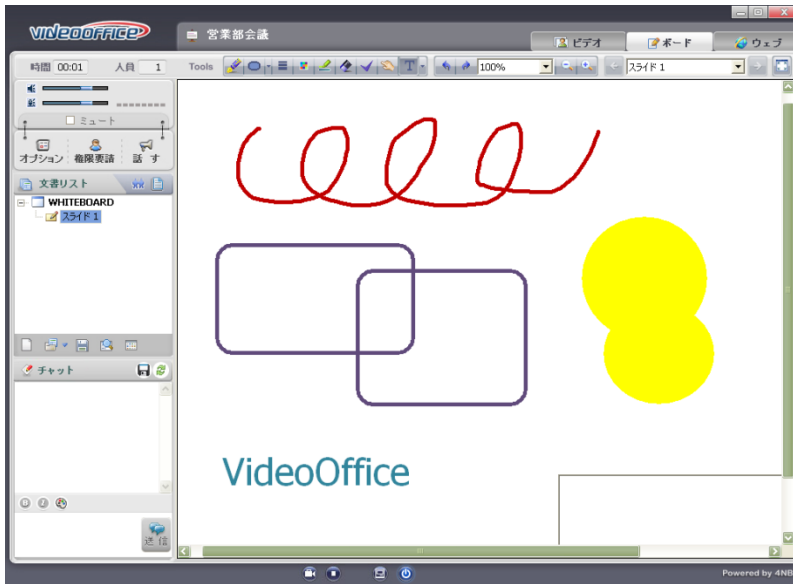 VIDEOOFFICE
営業部会議
ビデオ
ボード
ウェブ
時間 00:01 人員 1
Tools
100%
スライド 1
ミュート
オプション 権限要請 話 す
文書リスト
WHITEBOARD
スライド 1
チャット
送 信
VideoOffice
Powered by 4NB